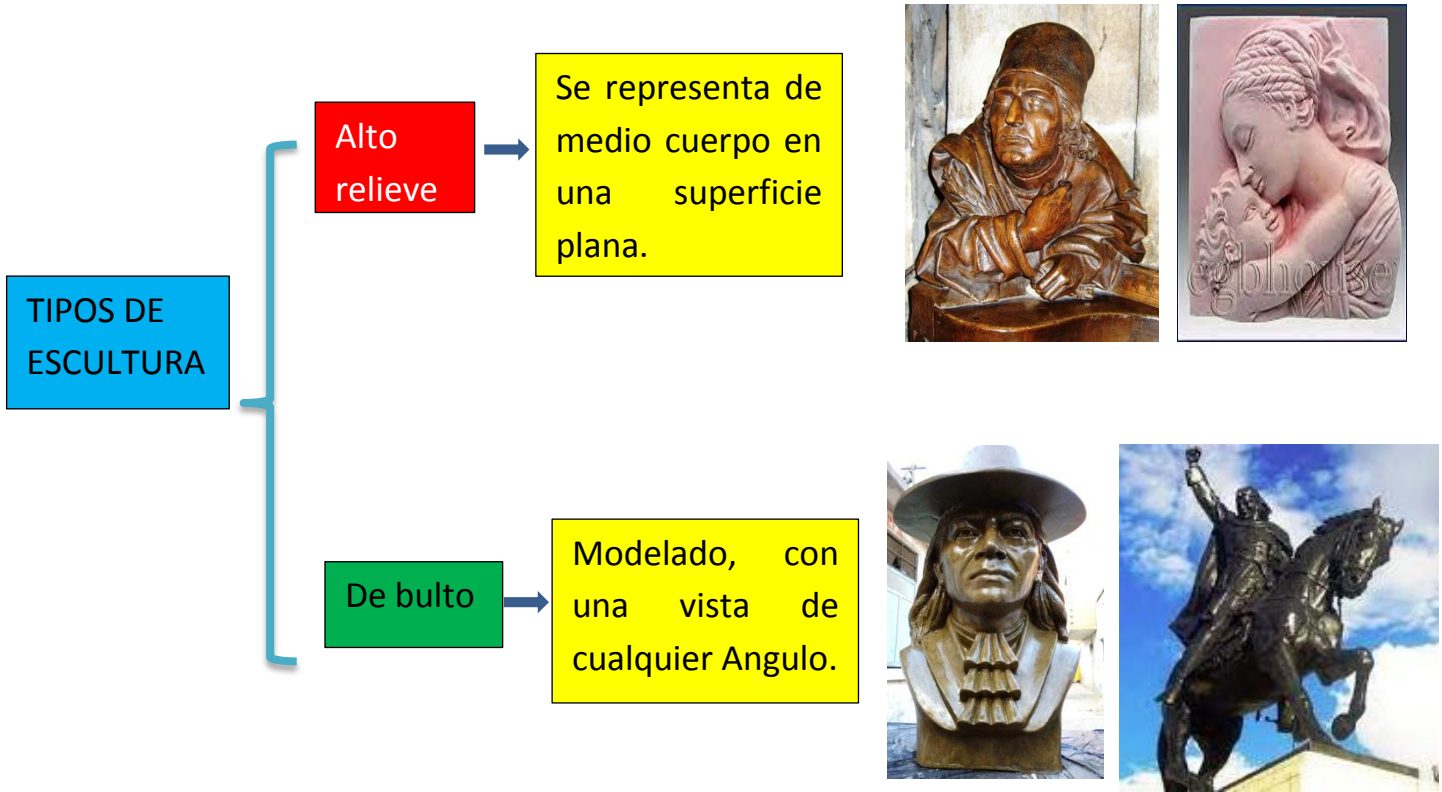 Alto
relieve
Se representa de
medio cuerpo en
una superficie
plana.
egbhouse
TIPOS DE
ESCULTURA
De bulto
Modelado, con
una vista de
cualquier Angulo.